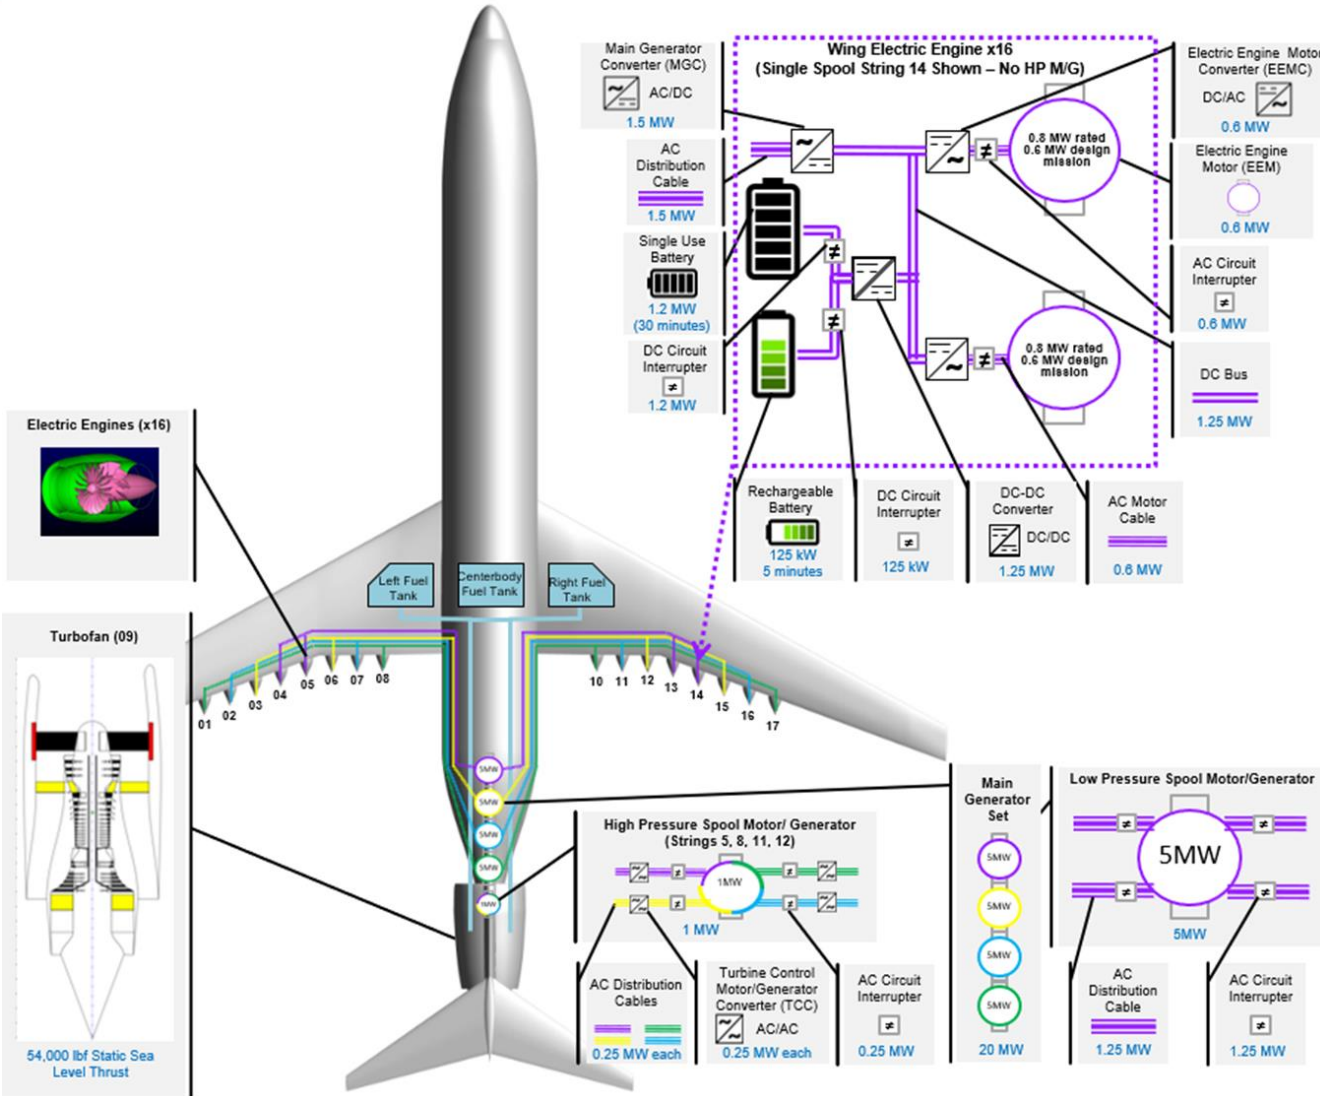 Main Generator
Converter (MGC)
AC/DC
1.5 MW
AC
Distribution
Cable
1.5 MW
Single Use
Battery
1.2 MW
(30 minutes)
DC Circuit
Interrupter
≠
1.2 MW
Wing Electric Engine x16
(Single Spool String 14 Shown – No HP M/G)
≠
0.8 MW rated
0.6 MW design
mission
≠
≠
≠
0.8 MW rated
0.6 MW design
mission
Electric Engine Motor
Converter (EEMC)
DC/AC
0.6 MW
Electric Engine
Motor (EEM)
0.6 MW
AC Circuit
Interrupter
≠
0.6 MW
DC Bus
1.25 MW
Rechargeable
Battery
125 kW
5 minutes
DC Circuit
Interrupter
≠
125 kW
DC-DC
Converter
DC/DC
1.25 MW
AC Motor
Cable
0.6 MW
Electric Engines (x16)
Left Fuel
Tank
Centerbody
Fuel Tank
Right Fuel
Tank
01 02 03 04 05 06 07 08
10 11 12 13 14 15 16 17
Turbofan (09)
54,000 lbf Static Sea
Level Thrust
5MW
5MW
5MW
5MW
1MW
High Pressure Spool Motor/ Generator
(Strings 5, 8, 11, 12)
≠ 1MW ≠
≠ ≠
1 MW
AC Distribution
Cables
0.25 MW each
Turbine Control
Motor/Generator
Converter (TCC)
AC/AC
0.25 MW each
AC Circuit
Interrupter
≠
0.25 MW
Main
Generator
Set
5MW
5MW
5MW
5MW
20 MW
Low Pressure Spool Motor/Generator
≠ ≠
5MW
≠ ≠
5MW
AC
Distribution
Cable
1.25 MW
AC Circuit
Interrupter
≠
1.25 MW